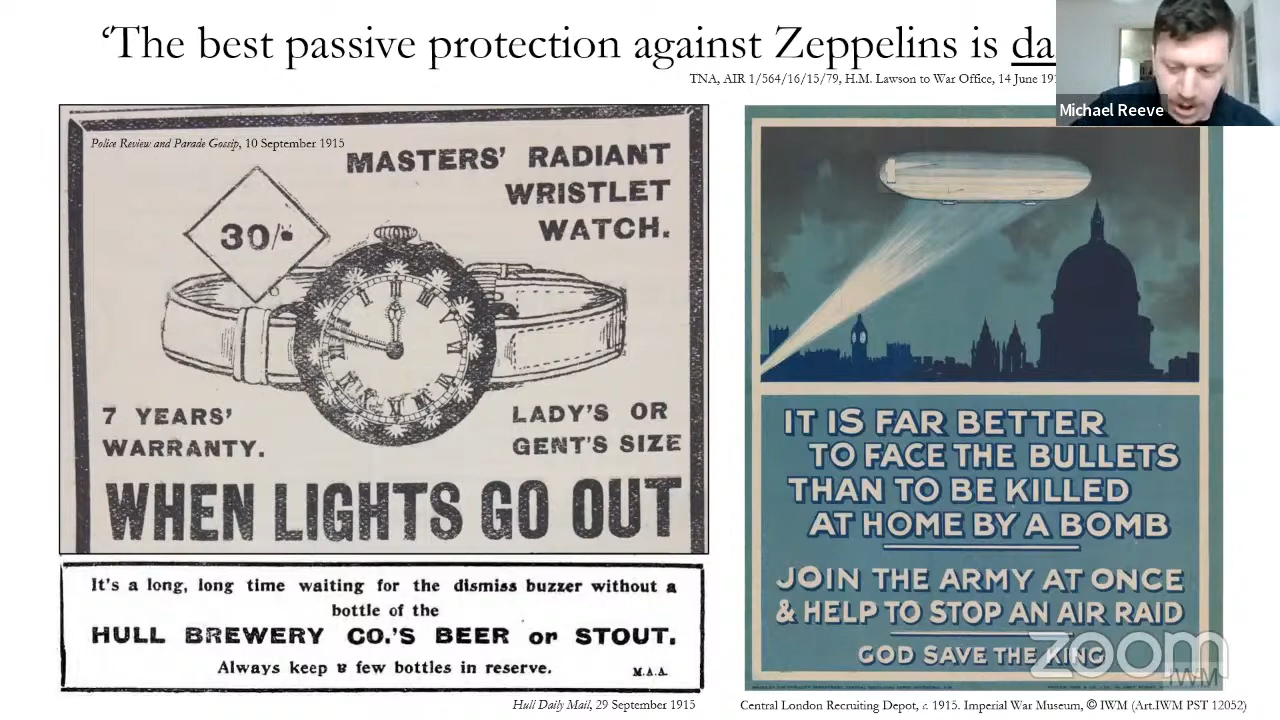 ‘The best passive protection against Zeppelins is da
TNA, AIR 1/564/16/15/79, H.M. Lawson to War Office, 14 June
Michael Reeve
Police Review and Parade Gossip, 10 September 1915
MASTERS' RADIANT
WRISTLET
WATCH.
30/-
7 YEARS'
WARRANTY.
LADY'S OR
GENT'S SIZE
WHEN LIGHTS GO OUT
It's a long, long time waiting for the dismiss buzzer without a
bottle of the
HULL BREWERY CO.'S BEER or STOUT.
Always keep a few bottles in reserve.
M.A.A.
Hull Daily Mail, 29 September 1915
IT IS FAR BETTER
TO FACE THE BULLETS
THAN TO BE KILLED
AT HOME BY A BOMB
JOIN THE ARMY AT ONCE
& HELP TO STOP AN AIR RAID
GOD SAVE THE KING
zoom
IWM
Central London Recruiting Depot, c. 1915. Imperial War Museum, © IWM (Art.IWM PST 12052)